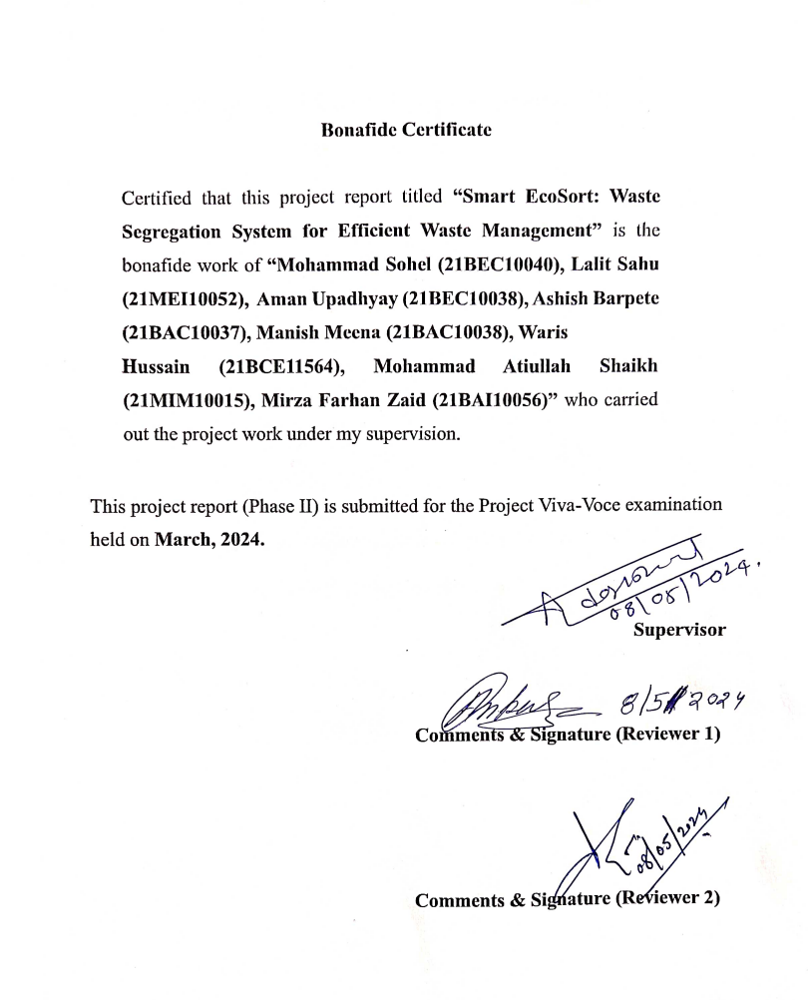 Bonafide Certificate
Certified that this project report titled “Smart EcoSort: Waste
Segregation System for Efficient Waste Management” is the
bonafide work of “Mohammad Sohel (21BEC10040), Lalit Sahu
(21MEI10052), Aman Upadhyay (21BEC10038), Ashish Barpete
(21BAC10037), Manish Meena (21BAC10038), Waris
Hussain (21BCE11564), Mohammad Atiullah Shaikh
(21MIM10015), Mirza Farhan Zaid (21BAI10056)” who carried
out the project work under my supervision.
This project report (Phase II) is submitted for the Project Viva-Voce examination
held on March, 2024.
08/05/2024.
Supervisor
8/5/2024
Comments & Signature (Reviewer 1)
08/05/2024
Comments & Signature (Reviewer 2)